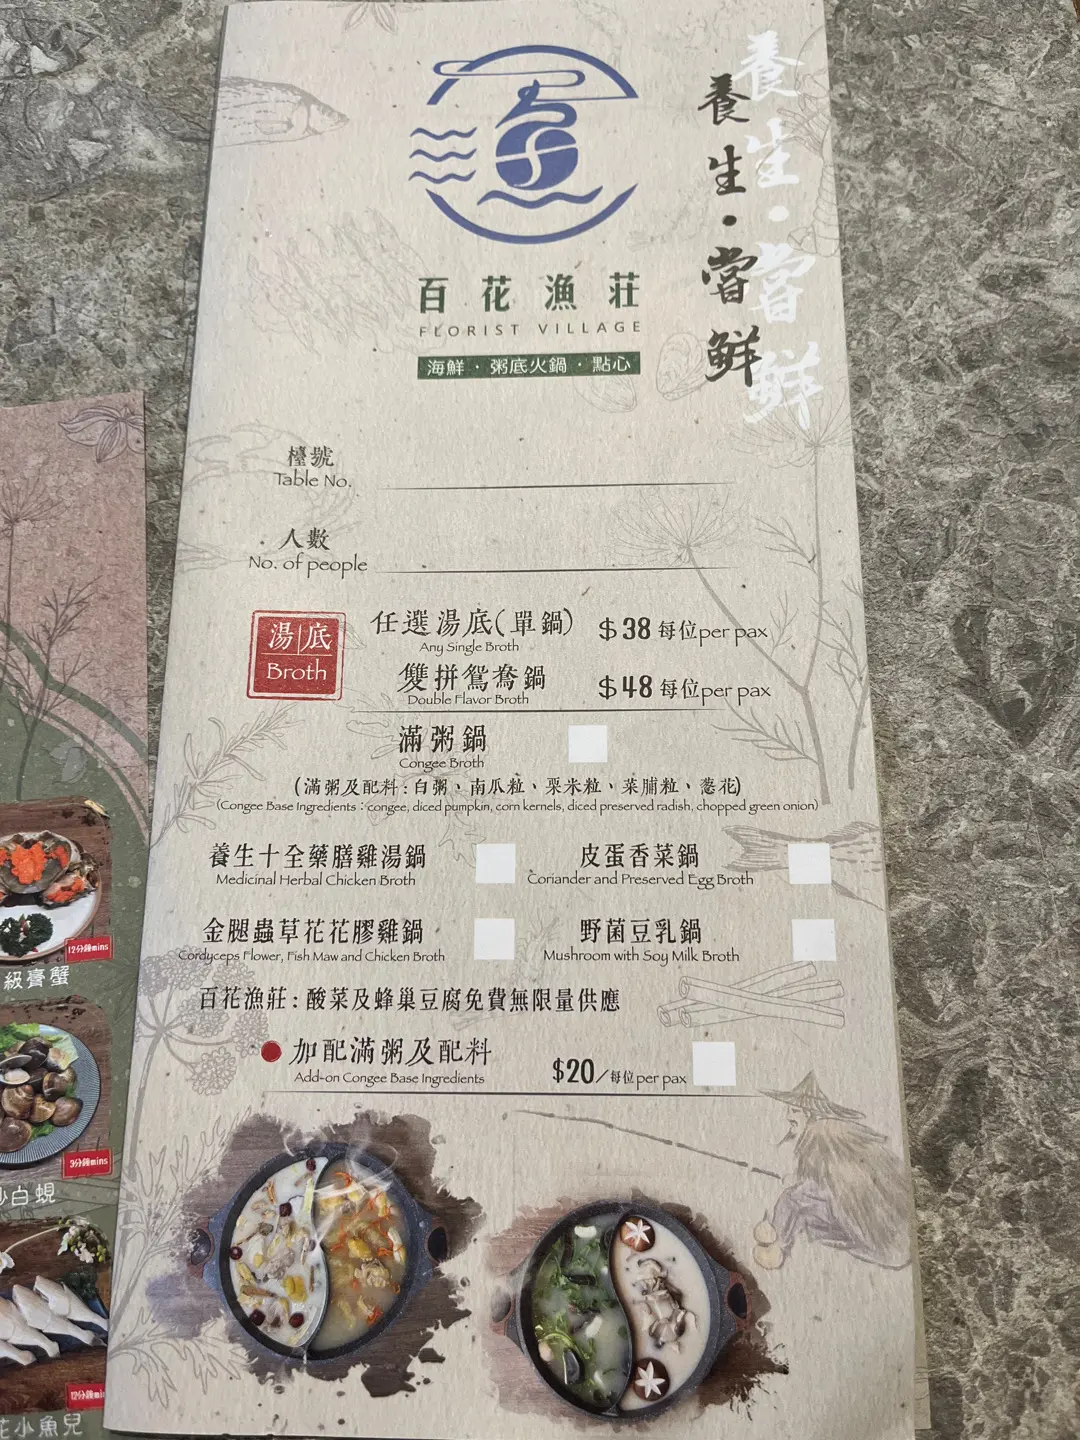 養生·嘗鮮
養生·嘗鮮
百花漁莊
FLORIST VILLAGE
海鮮·粥底火鍋·點心
檯號
Table No.
人數
No. of people
湯底
Broth
任選湯底(單鍋) $38 每位per pax
Any Single Broth
雙拼鴛鴦鍋 $48 每位per pax
Double Flavor Broth
滿粥鍋
Congee Broth
(滿粥及配料:白粥、南瓜粒、粟米粒、菜脯粒、蔥花)
(Congee Base Ingredients:congee, diced pumpkin, corn kernels, diced preserved radish, chopped green onion)
養生十全藥膳雞湯鍋
Medicinal Herbal Chicken Broth
皮蛋香菜鍋
Coriander and Preserved Egg Broth
金腿蟲草花花膠雞鍋
Cordyceps Flower, Fish Maw and Chicken Broth
野菌豆乳鍋
Mushroom with Soy Milk Broth
百花漁莊:酸菜及蜂巢豆腐免費無限量供應
加配滿粥及配料 $20/每位per pax
Add-on Congee Base Ingredients
12分鐘mins
級膏蟹
3分鐘mins
白蜆
12分鐘
花小魚兒